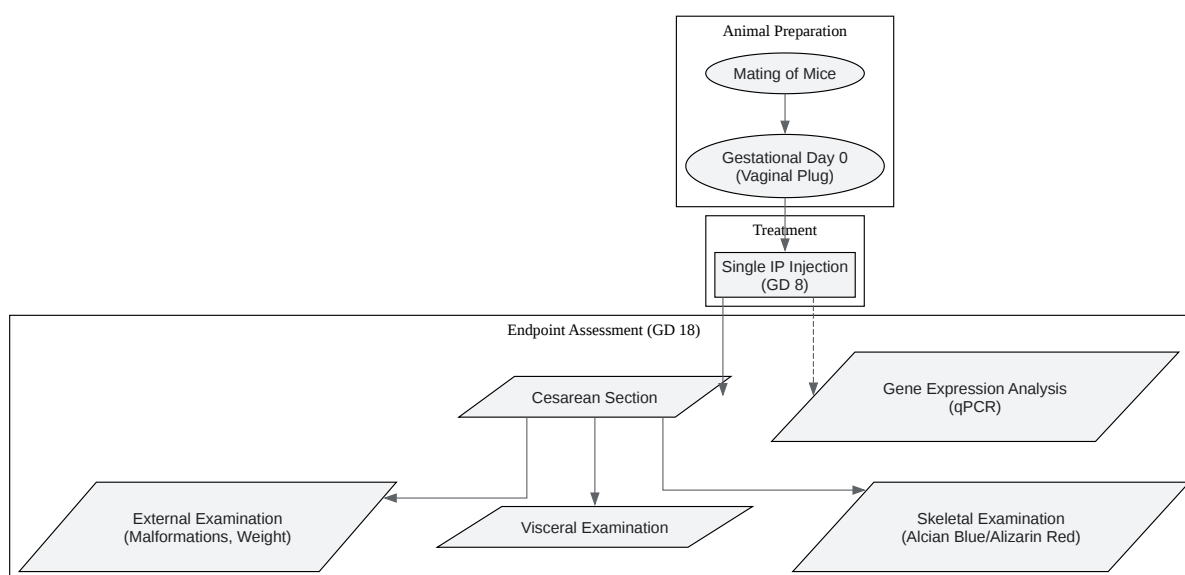 Animal Preparation
Mating of Mice
Gestational Day 0
(Vaginal Plug)
Treatment
Single IP Injection
(GD 8)
Endpoint Assessment (GD 18)
Cesarean Section
Gene Expression Analysis
(qPCR)
External Examination
(Malformations, Weight)
Visceral Examination
Skeletal Examination
(Alcian Blue/Alizarin Red)